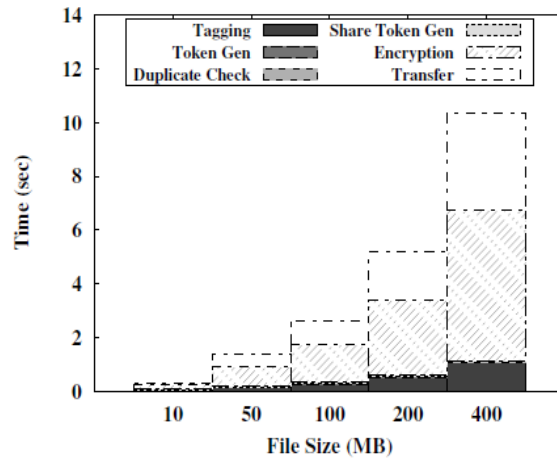 14
12
10
8
6
4
2
0
Time (sec)
Tagging
Token Gen
Duplicate Check
Share Token Gen
Encryption
Transfer
10 50 100 200 400
File Size (MB)